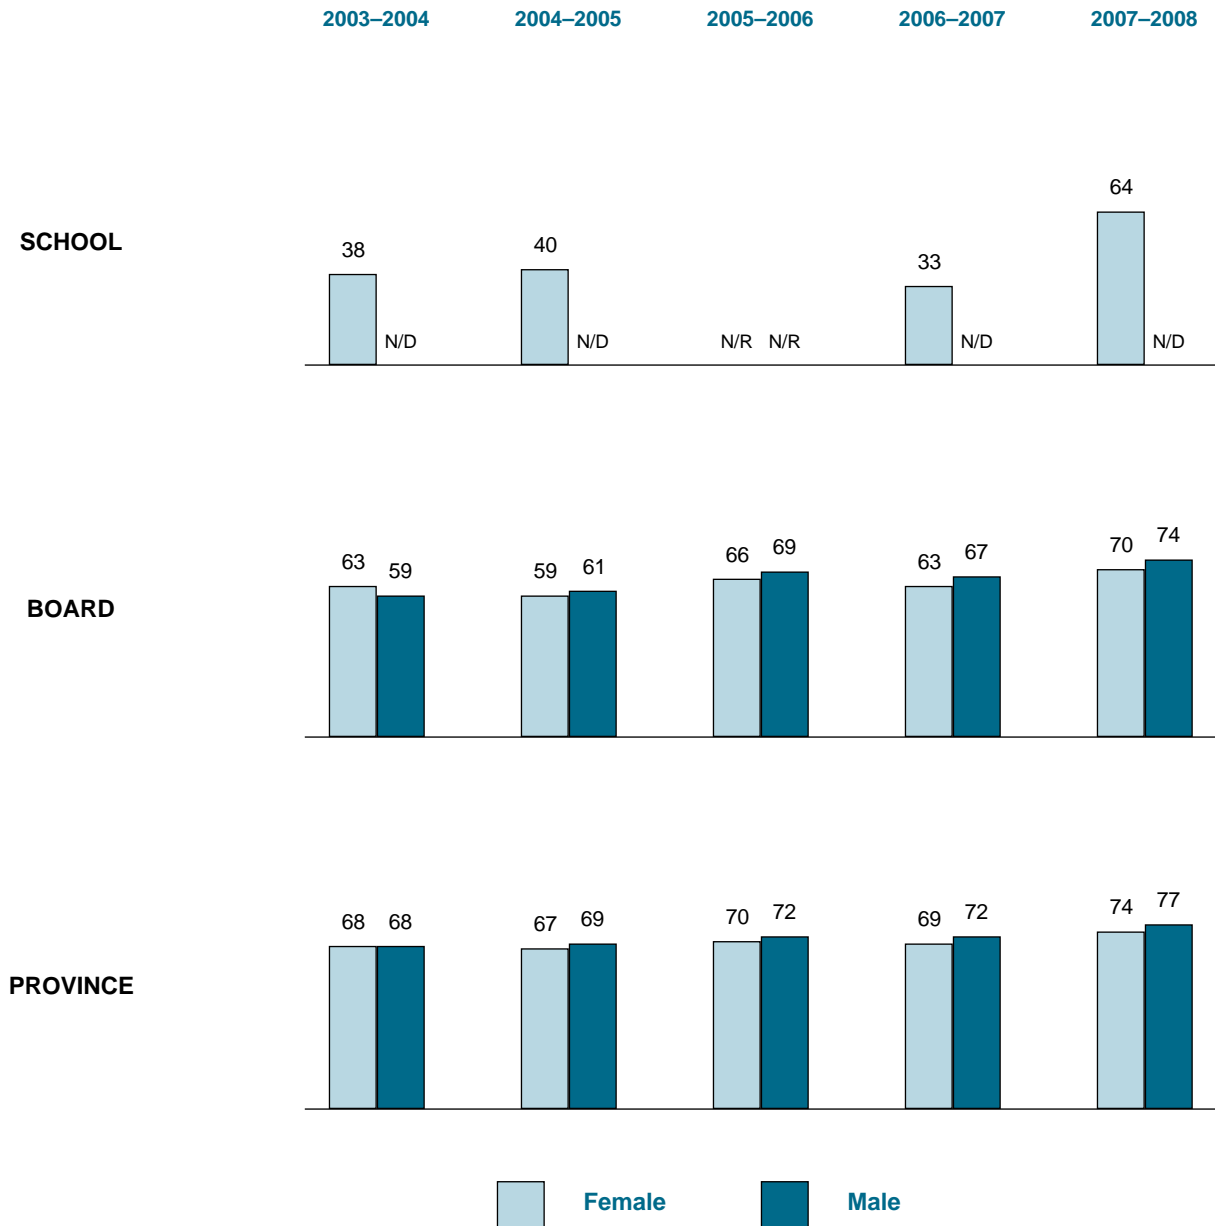 2003–2004 2004–2005 2005–2006 2006–2007 2007–2008
SCHOOL
38 40 33 64
N/D N/D N/R N/R N/D N/D
BOARD
63 59 59 61 66 69 63 67 70 74
PROVINCE
68 68 67 69 70 72 69 72 74 77
Female Male